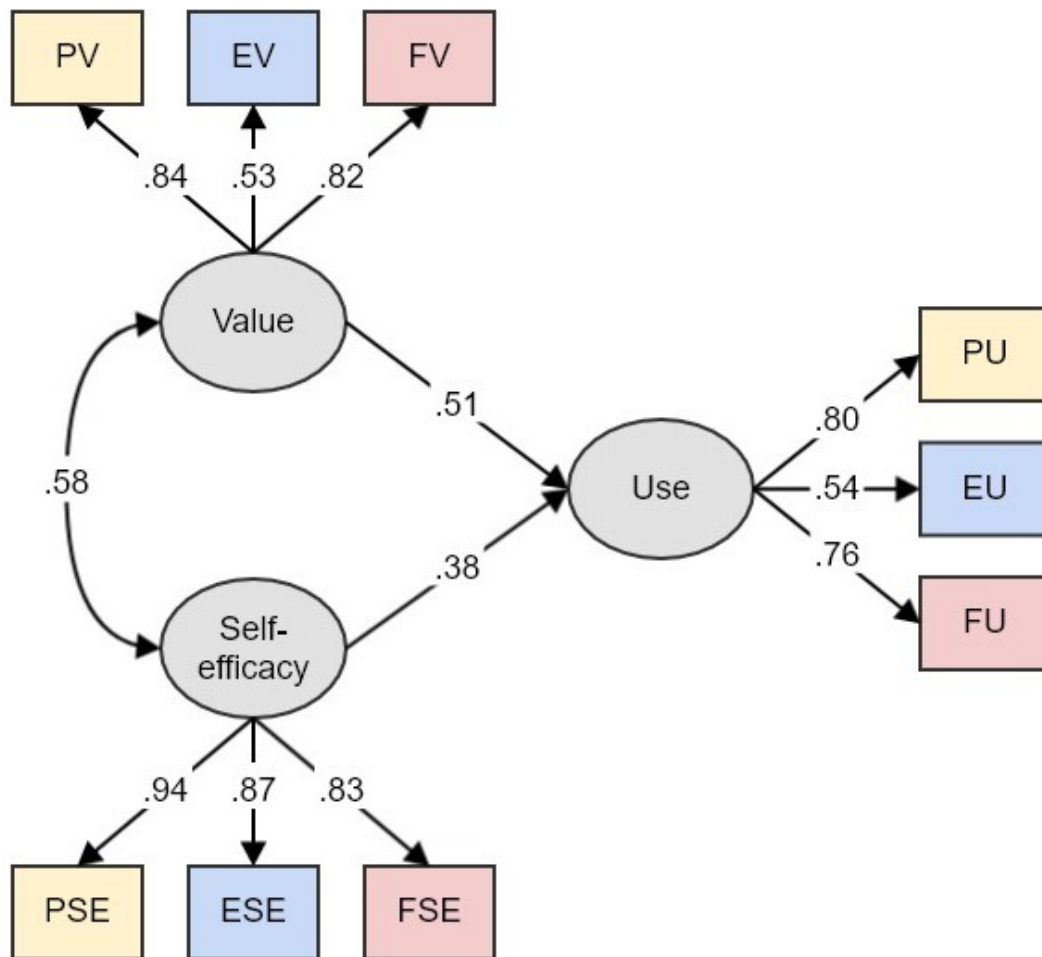 PV
EV
FV
.84
.53
.82
Value
.51
.58
.38
Use
.80
.54
.76
PU
EU
FU
Self-
efficacy
.94
.87
.83
PSE
ESE
FSE